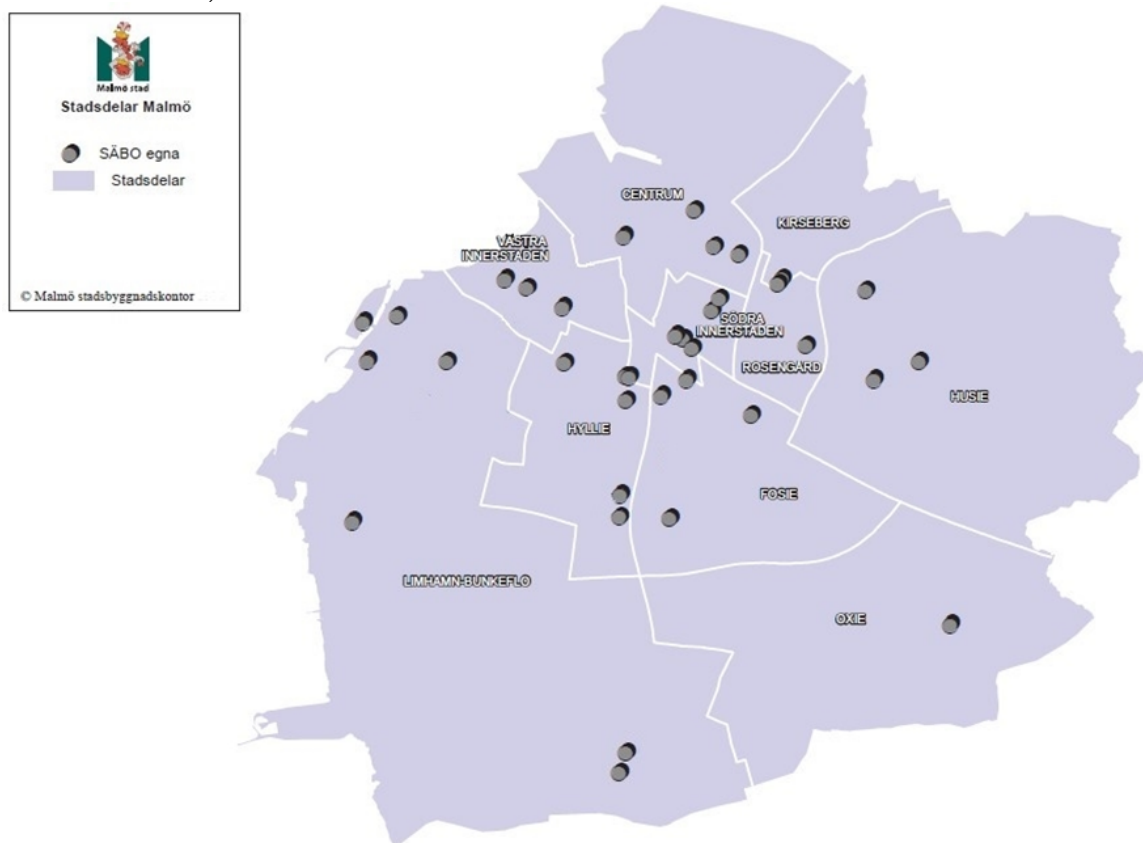 Malmö stad
Stadsdelar Malmö
SÄBO egna
Stadsdelar
© Malmö stadsbyggnadskontor
CENTRUM
KIRSEBERG
VÄSTRA
INNERSTADEN
SÖDRA
INNERSTADEN
ROSENGÅRD
HUSIE
HYLLIE
FOSIE
LIMHAMN-BUNKEFLO
OXIE